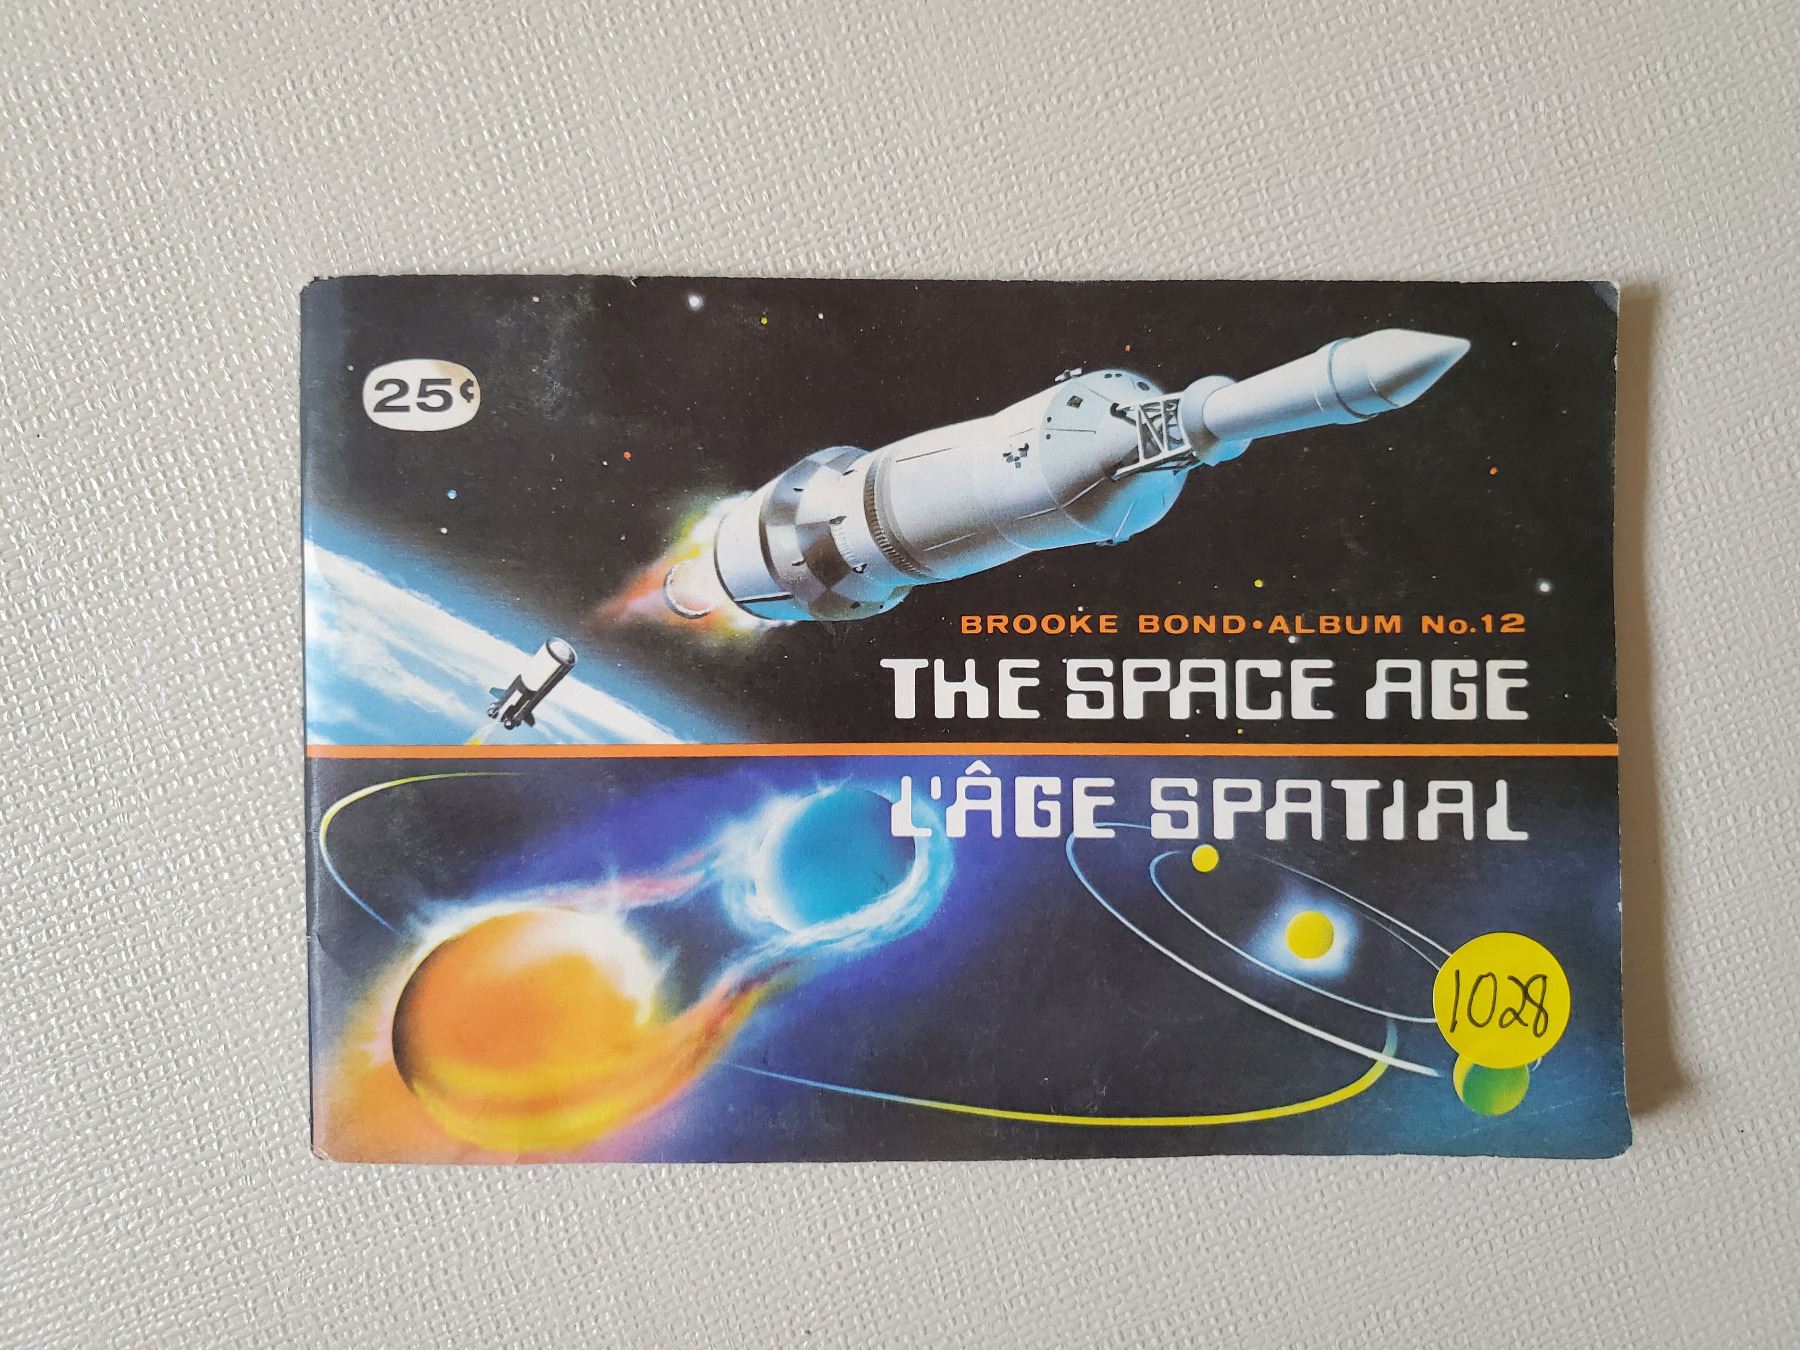 25¢
BROOKE BOND • ALBUM No. 12
THE SPACE AGE
L'ÂGE SPATIAL
1028